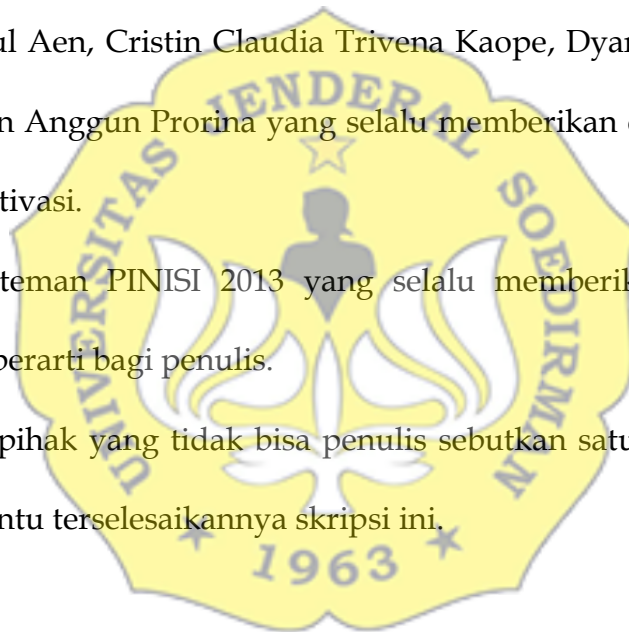 ul Aen, Cristin Claudia Trivena Kaope, Dyar
n Anggun Prorina yang selalu memberikan
tivasi.
teman PINISI 2013 yang selalu memberik
berarti bagi penulis.
pihak yang tidak bisa penulis sebutkan satu
ntu terselesaikannya skripsi ini.
UNIVERSITAS JENDERAL SOEDIRMAN
1963